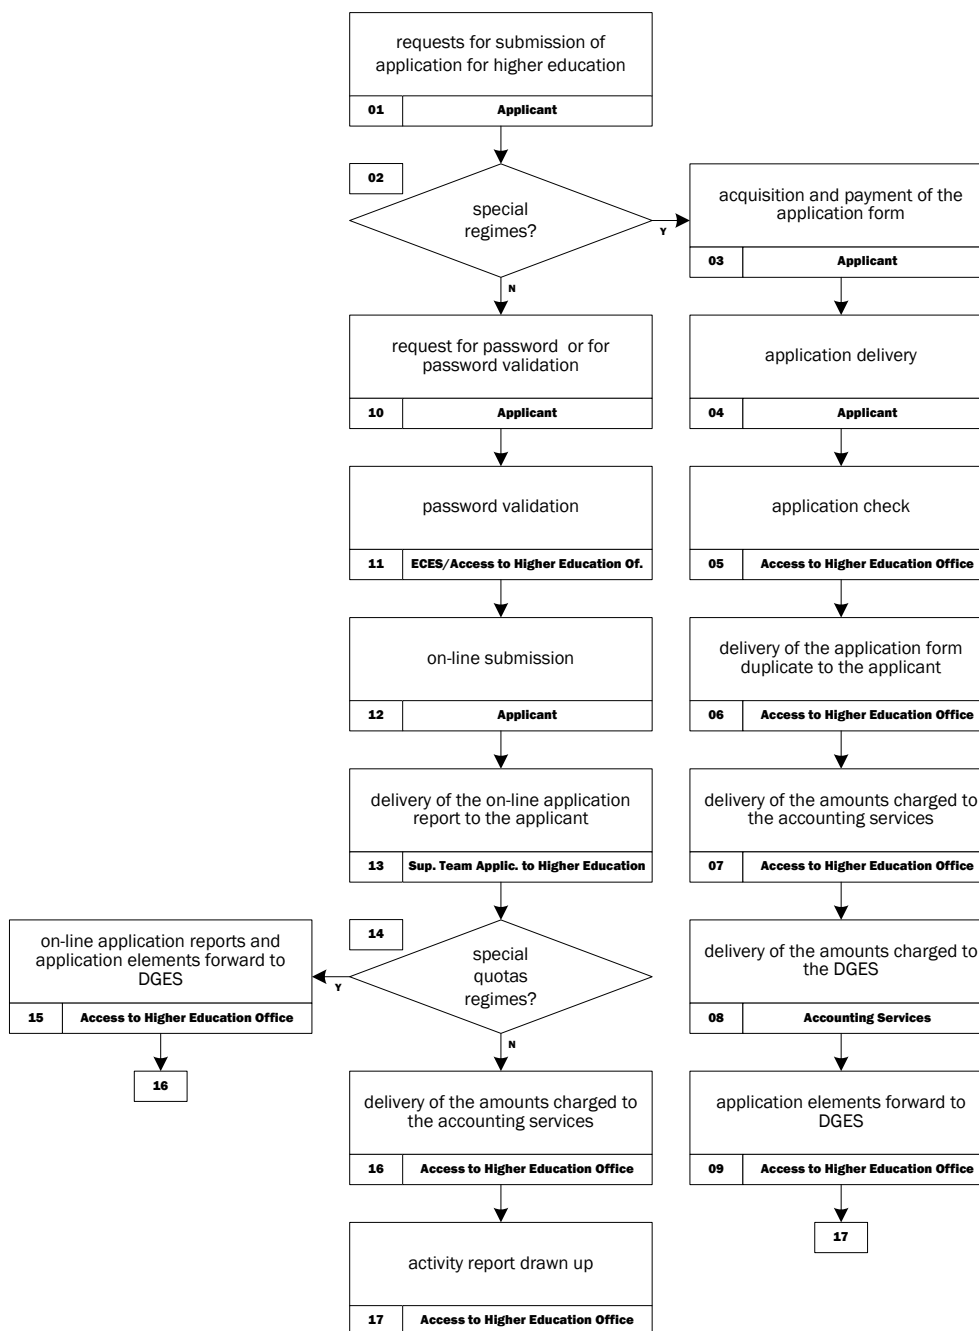 requests for submission of
application for higher education
01 Applicant
02
special
regimes?
Y
N
acquisition and payment of the
application form
03 Applicant
request for password or for
password validation
10 Applicant
application delivery
04 Applicant
password validation
11 ECES/Access to Higher Education Of.
application check
05 Access to Higher Education Office
on-line submission
12 Applicant
delivery of the application form
duplicate to the applicant
06 Access to Higher Education Office
delivery of the on-line application
report to the applicant
13 Sup. Team Applic. to Higher Education
delivery of the amounts charged to
the accounting services
07 Access to Higher Education Office
14
special
quotas
regimes?
Y
N
on-line application reports and
application elements forward to
DGES
15 Access to Higher Education Office
16
delivery of the amounts charged to
the DGES
08 Accounting Services
delivery of the amounts charged to
the accounting services
16 Access to Higher Education Office
application elements forward to
DGES
09 Access to Higher Education Office
17
activity report drawn up
17 Access to Higher Education Office